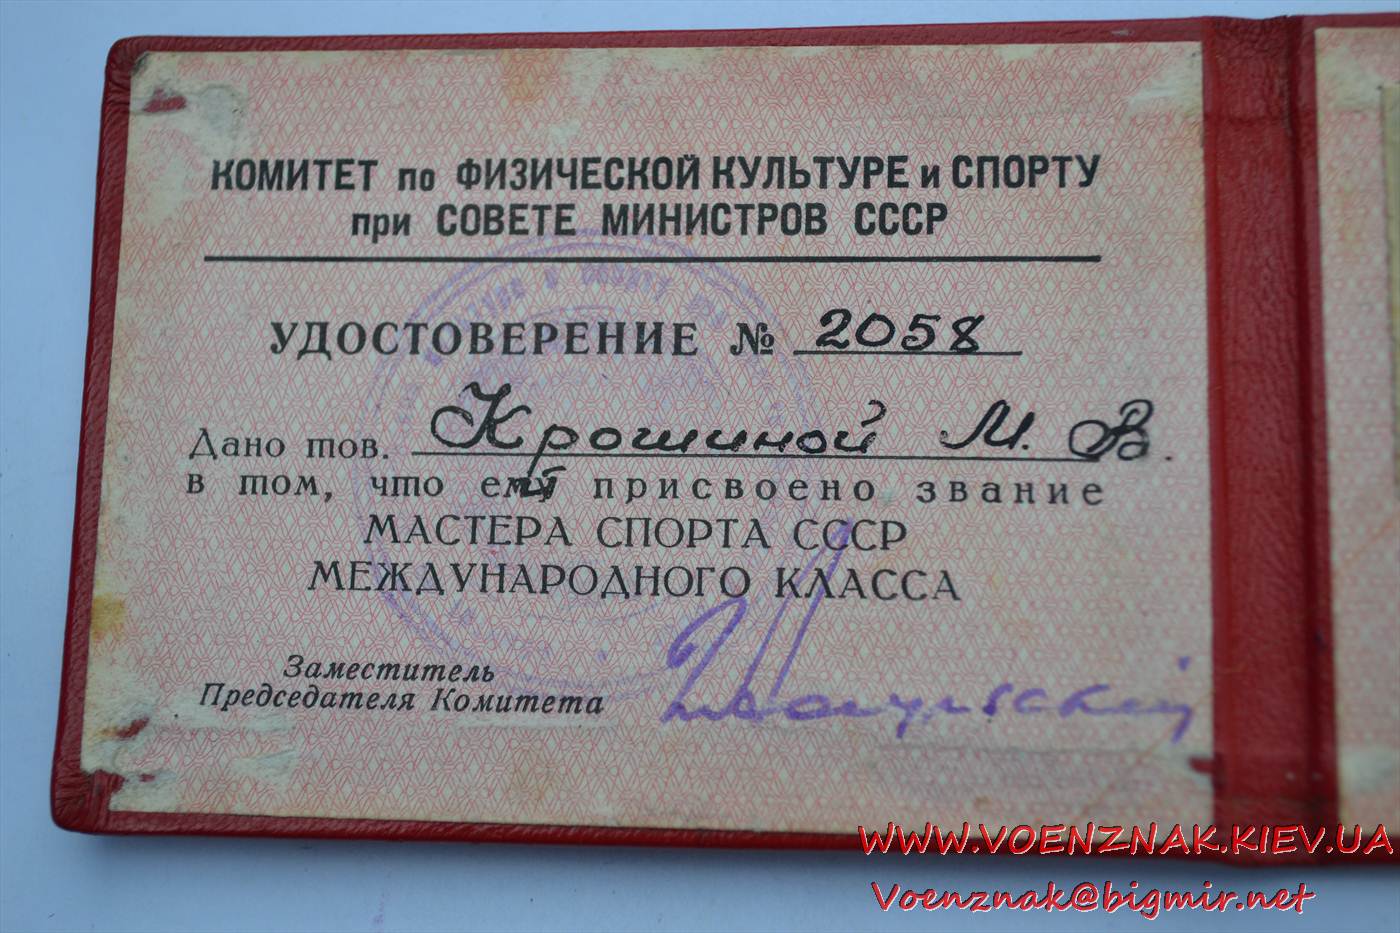 КОМИТЕТ по ФИЗИЧЕСКОЙ КУЛЬТУРЕ и СПОРТУ
при СОВЕТЕ МИНИСТРОВ СССР
УДОСТОВЕРЕНИЕ № 2058
Дано тов. Крошиной М. В.
в том, что ей присвоено звание
МАСТЕРА СПОРТА СССР
МЕЖДУНАРОДНОГО КЛАССА
Заместитель
Председателя Комитета
WWW.VOENZNAK.KIEV.UA
Voenznak@bigmir.net